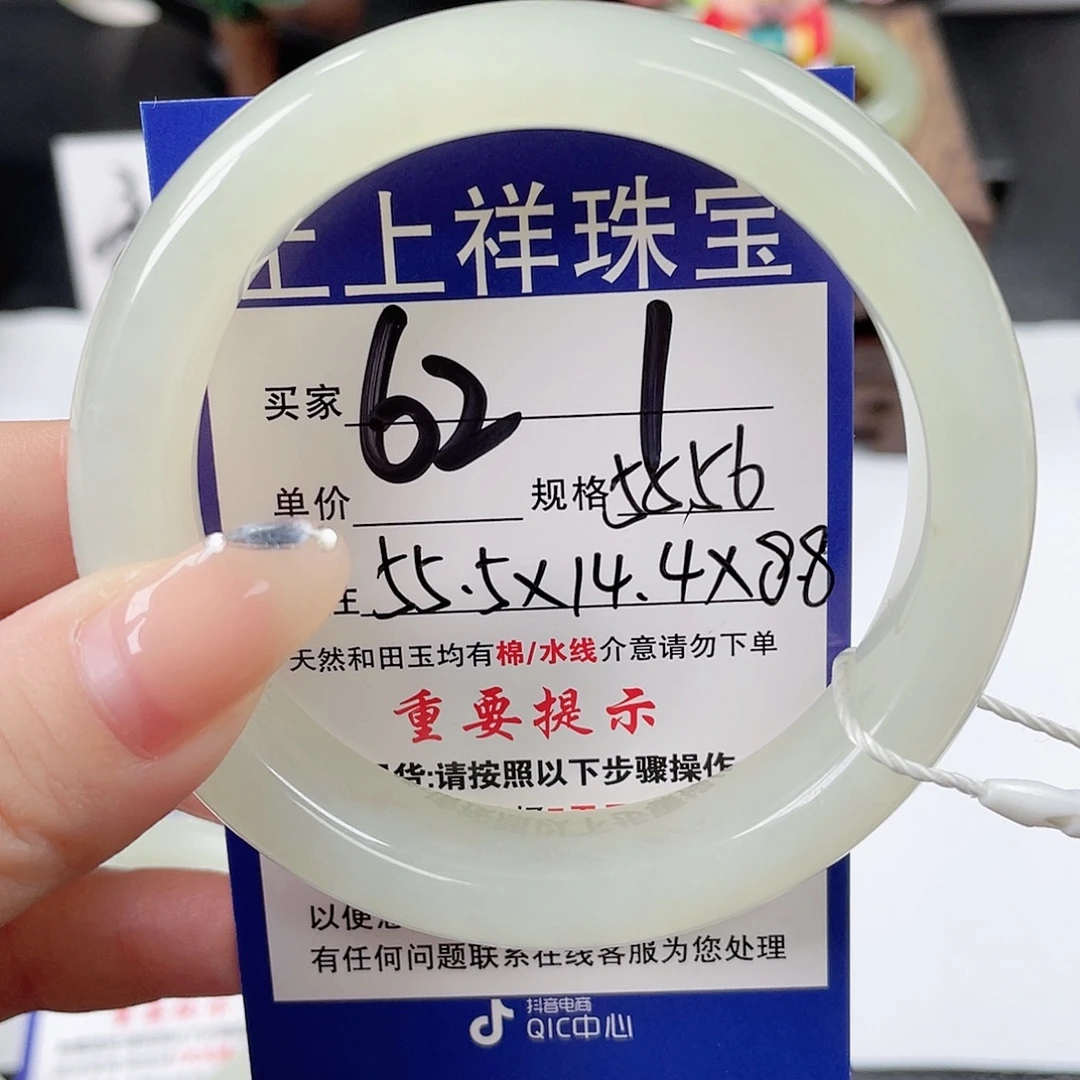 上祥珠宝
买家 62 1
单价 规格 55.56
55.5X14.4X88
天然和田玉均有棉/水线介意请勿下单
重要提示
货:请按照以下步骤操作
以便
有任何问题联系在线客服为您处理
抖音电商
QIC中心